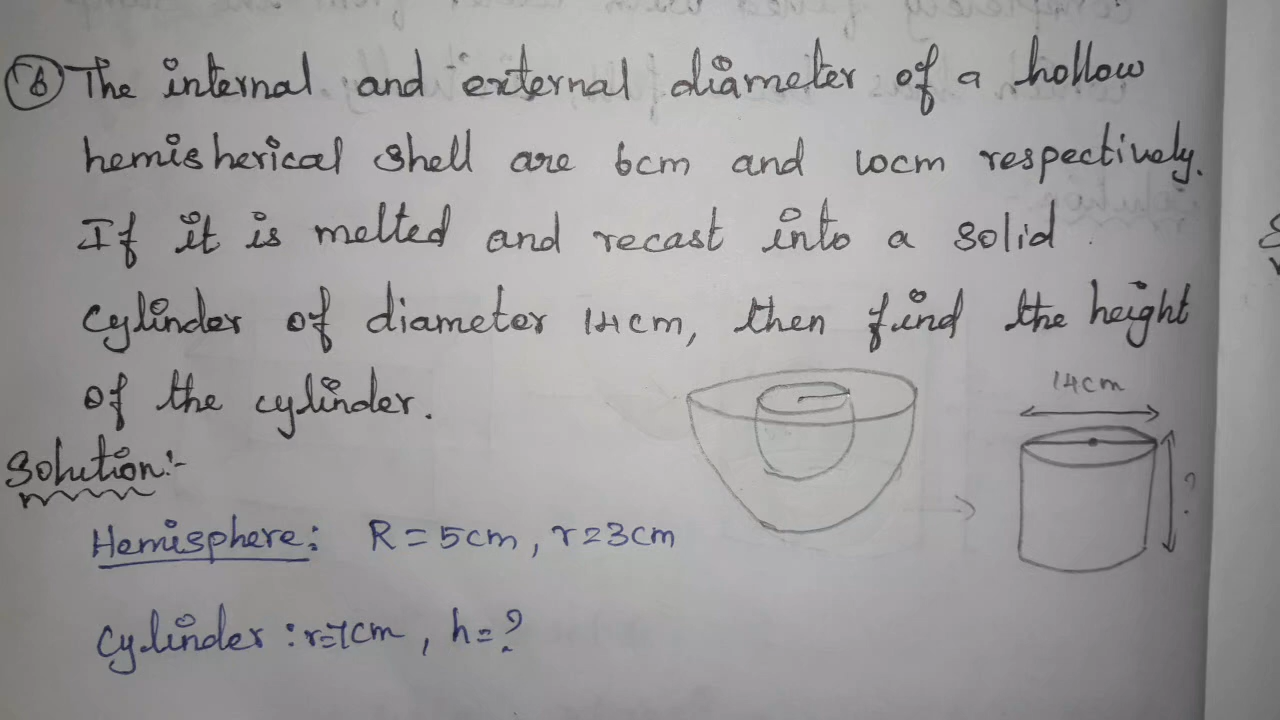 6 The internal and external diameter of a hollow
hemisherical shell are 6cm and 10cm respectively.
If it is melted and recast into a solid
cylinder of diameter 14cm, then find the height
of the cylinder.
14cm
?
Solution:-
Hemisphere: R = 5cm, r=3cm
Cylinder : r=7cm, h=?